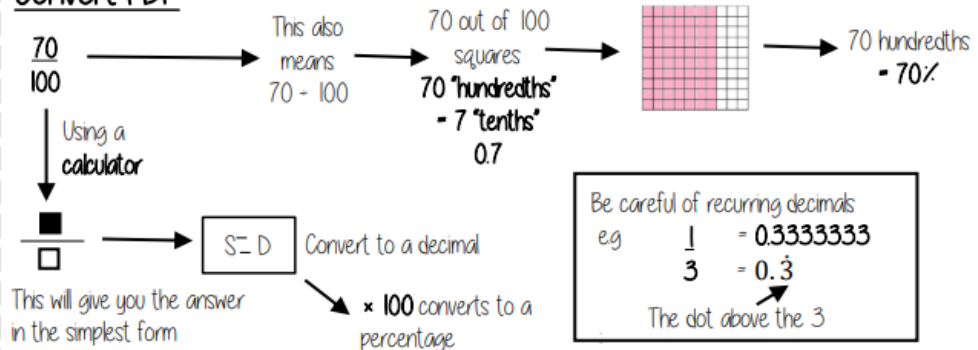 Convert FDP
70
100
This also
means
70 ÷ 100
70 out of 100
squares
70 "hundredths"
= 7 "tenths"
0.7
70 hundredths
= 70%
Using a
calculator
S⇔D
Convert to a decimal
This will give you the answer
in the simplest form
× 100 converts to a
percentage
Be careful of recurring decimals
eg
1
3
= 0.3333333
= 0.3̇
The dot above the 3